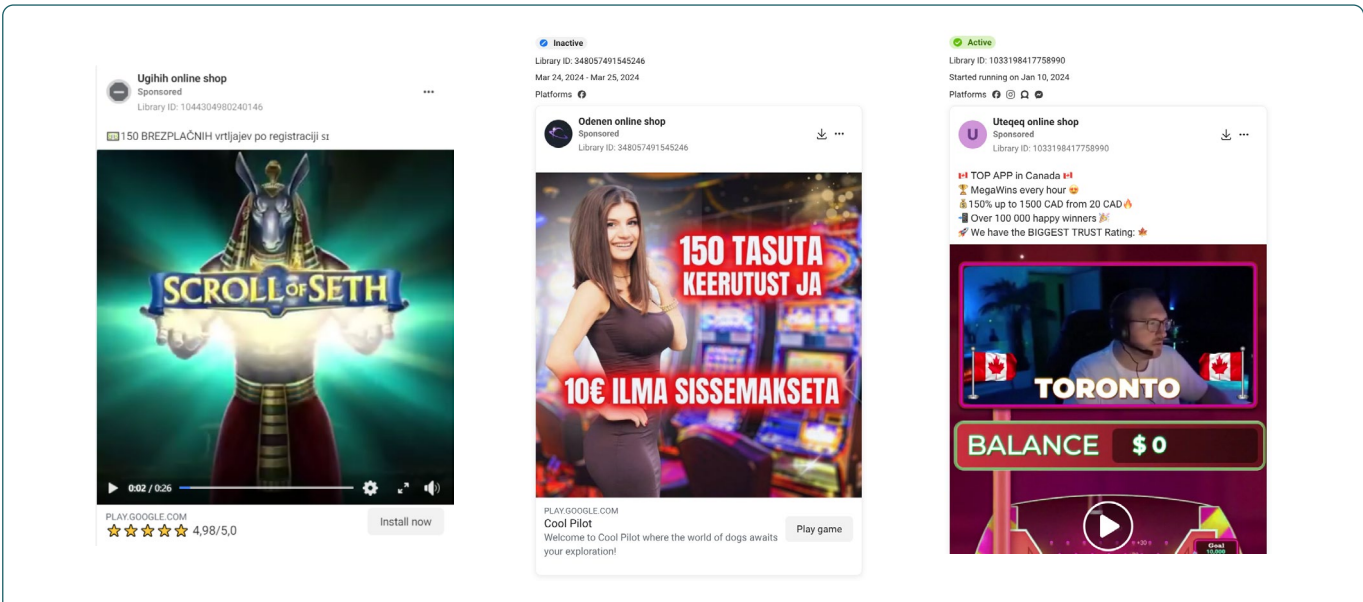 Ugihih online shop
Sponsored
Library ID: 1044304980240146
150 BREZPLAČNIH vrtljajev po registraciji sɪ
SCROLL OF SETH
0:02 / 0:26
PLAY.GOOGLE.COM
4,98/5,0
Install now
Inactive
Library ID: 348057491545246
Mar 24, 2024 - Mar 25, 2024
Platforms
Odenen online shop
Sponsored
Library ID: 348057491545246
150 TASUTA
KEERUTUST JA
10€ ILMA SISSEMAKSETA
PLAY.GOOGLE.COM
Cool Pilot
Welcome to Cool Pilot where the world of dogs awaits
your exploration!
Play game
Active
Library ID: 1033198417758990
Started running on Jan 10, 2024
Platforms
U
Uteqeq online shop
Sponsored
Library ID: 1033198417758990
TOP APP in Canada
MegaWins every hour
150% up to 1500 CAD from 20 CAD
Over 100 000 happy winners
We have the BIGGEST TRUST Rating:
TORONTO
BALANCE $ 0
+20
Goal
10,000